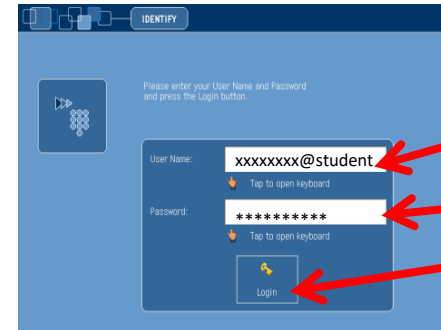 IDENTIFY
Please enter your User Name and Password
and press the Login button.
User Name:
xxxxxxxx@student
Tap to open keyboard
Password:
**********
Tap to open keyboard
Login